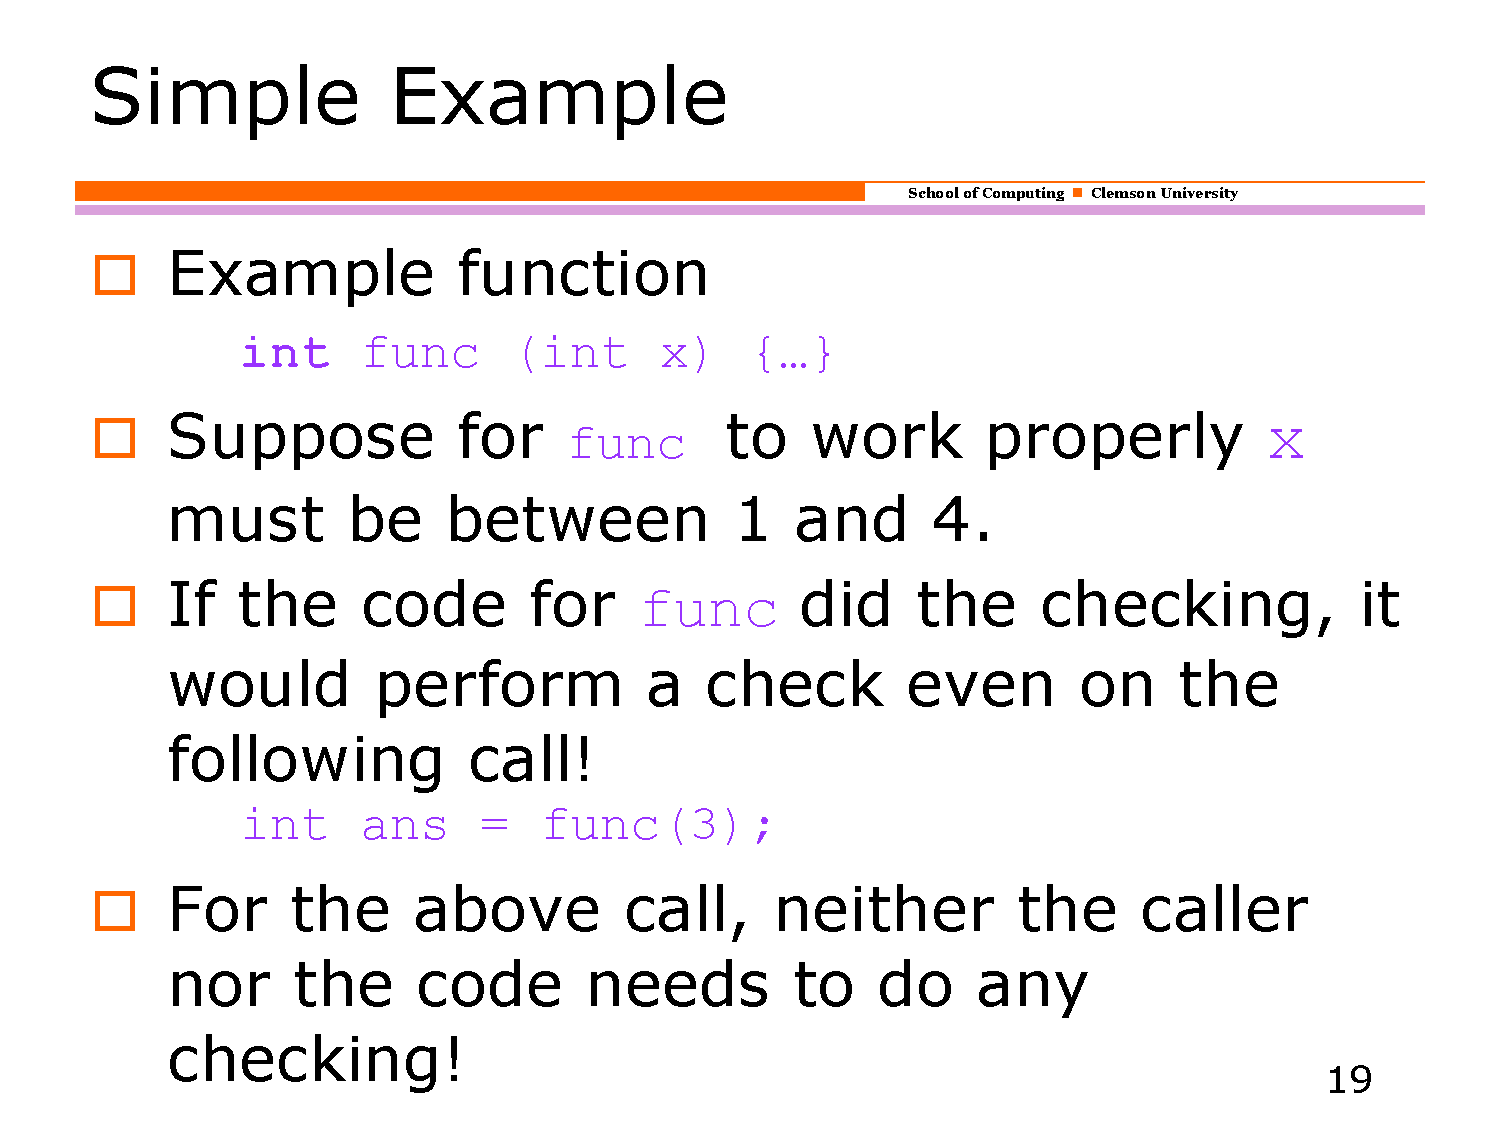 Simple Example
School of Computing ■ Clemson University
□ Example function
int func (int x) {…}
□ Suppose for func to work properly x
must be between 1 and 4.
□ If the code for func did the checking, it
would perform a check even on the
following call!
int ans = func(3);
□ For the above call, neither the caller
nor the code needs to do any
checking!
19